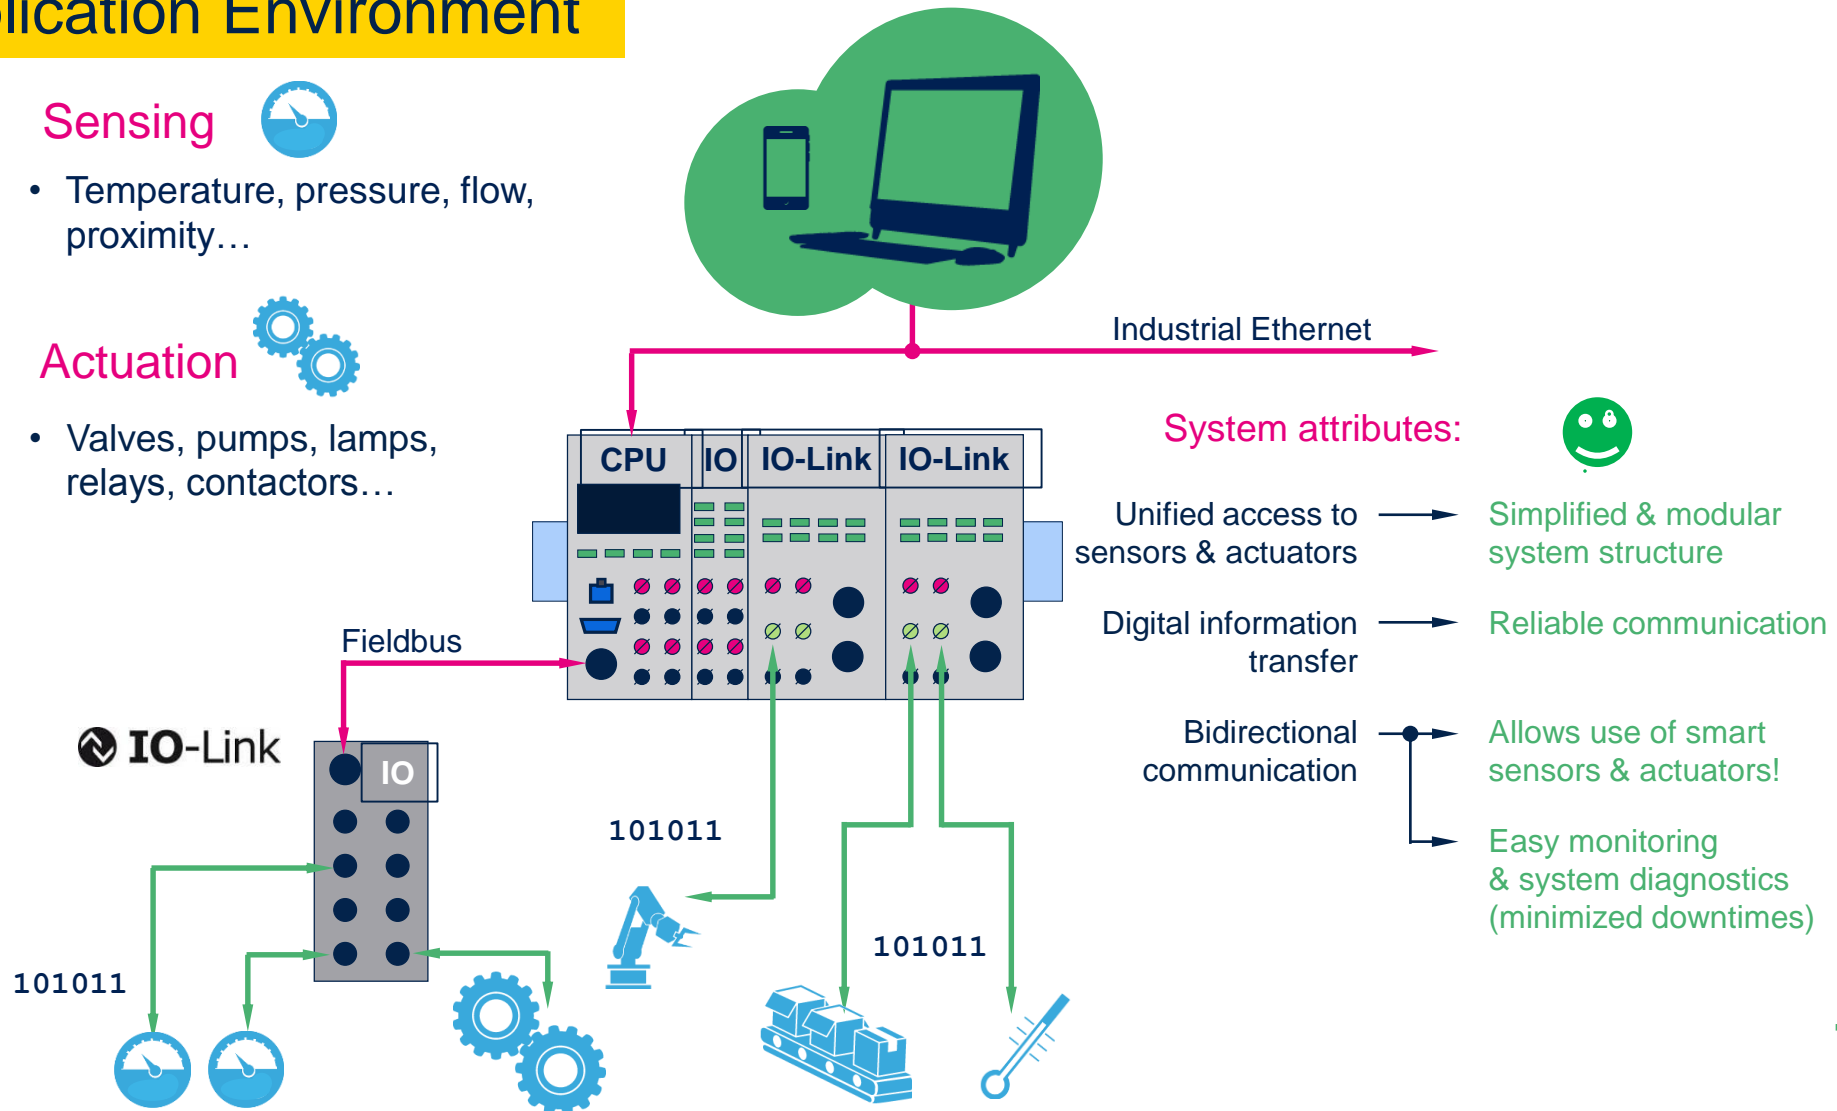 lication Environment
Sensing
• Temperature, pressure, flow,
proximity…
Actuation
• Valves, pumps, lamps,
relays, contactors…
Industrial Ethernet
CPU
IO
IO-Link
IO-Link
Fieldbus
IO-Link
IO
101011
101011
101011
System attributes:
Unified access to
sensors & actuators
Simplified & modular
system structure
Digital information
transfer
Reliable communication
Bidirectional
communication
Allows use of smart
sensors & actuators!
Easy monitoring
& system diagnostics
(minimized downtimes)